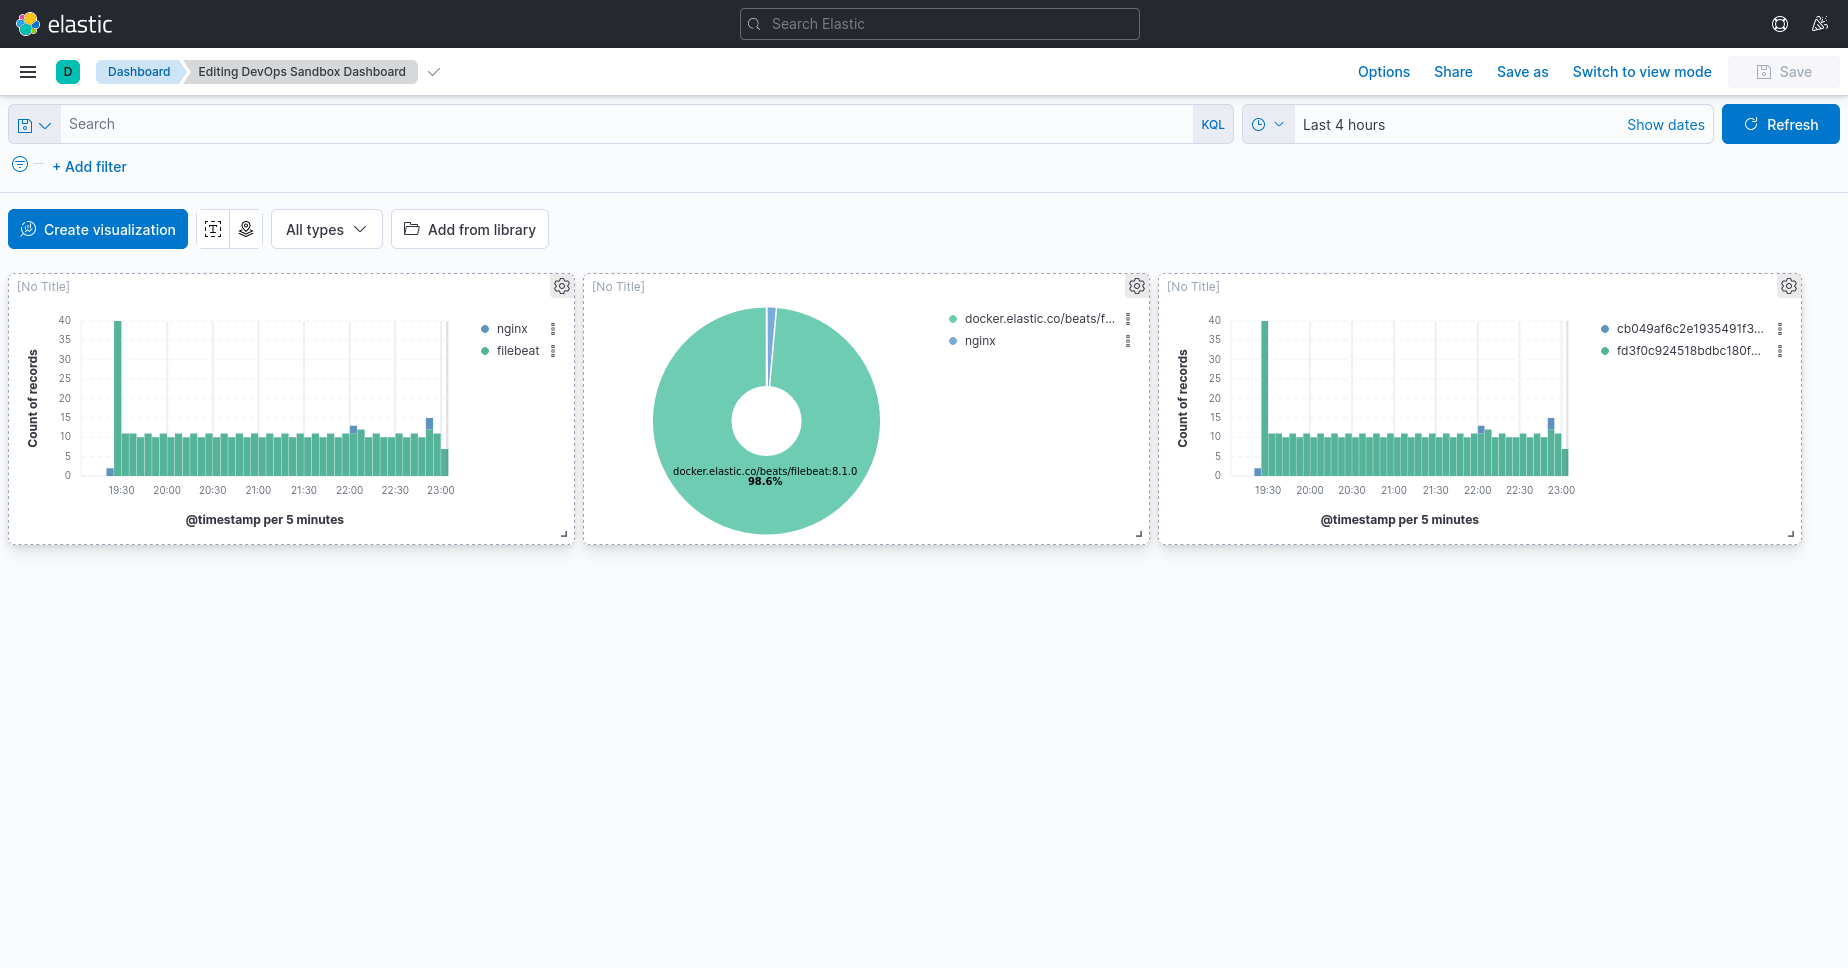 elastic
Search Elastic
D
Dashboard
Editing DevOps Sandbox Dashboard
Options
Share
Save as
Switch to view mode
Save
Search
KQL
Last 4 hours
Show dates
Refresh
+ Add filter
Create visualization
All types
Add from library
[No Title]
Count of records
40
35
30
25
20
15
10
5
0
19:30 20:00 20:30 21:00 21:30 22:00 22:30 23:00
@timestamp per 5 minutes
nginx
filebeat
[No Title]
docker.elastic.co/beats/filebeat:8.1.0
98.6%
docker.elastic.co/beats/f...
nginx
[No Title]
Count of records
40
35
30
25
20
15
10
5
0
19:30 20:00 20:30 21:00 21:30 22:00 22:30 23:00
@timestamp per 5 minutes
cb049af6c2e1935491f3...
fd3f0c924518bdbc180f...